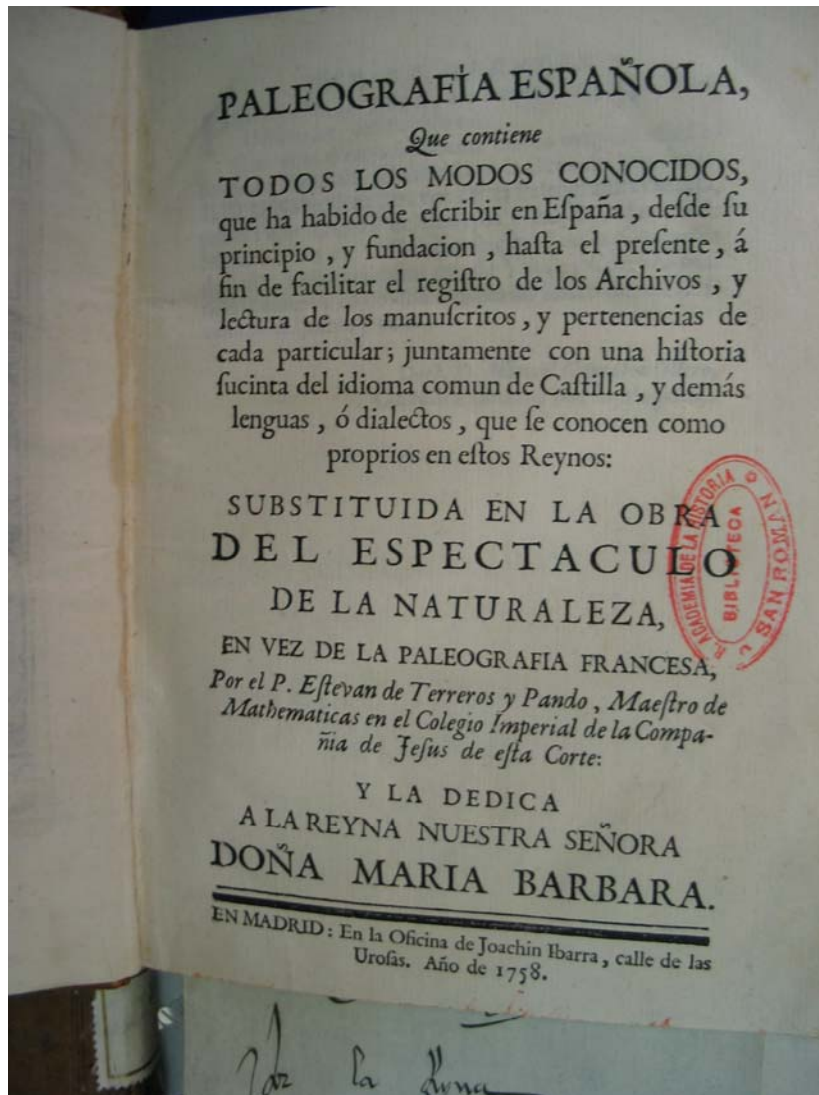 PALEOGRAFÍA ESPAÑOLA,
Que contiene
TODOS LOS MODOS CONOCIDOS,
que ha habido de eſcribir en Eſpaña, deſde ſu
principio, y fundacion, haſta el preſente, á
fin de facilitar el regiſtro de los Archivos, y
lectura de los manuſcritos, y pertenencias de
cada particular; juntamente con una hiſtoria
ſucinta del idioma comun de Caſtilla, y demás
lenguas, ó dialectos, que ſe conocen como
proprios en eſtos Reynos:
SUBSTITUIDA EN LA OBRA
DEL ESPECTACULO
DE LA NATURALEZA,
EN VEZ DE LA PALEOGRAFIA FRANCESA,
Por el P. Eſtevan de Terreros y Pando, Maeſtro de
Mathematicas en el Colegio Imperial de la Compa-
ñia de Jeſus de eſta Corte:
Y LA DEDICA
A LA REYNA NUESTRA SEÑORA
DOÑA MARIA BARBARA.
EN MADRID: En la Oficina de Joachin Ibarra, calle de las
Uroſas. Año de 1758.
R. ACADEMIA DE LA HISTORIA
BIBLIOTECA
SAN ROMAN
la